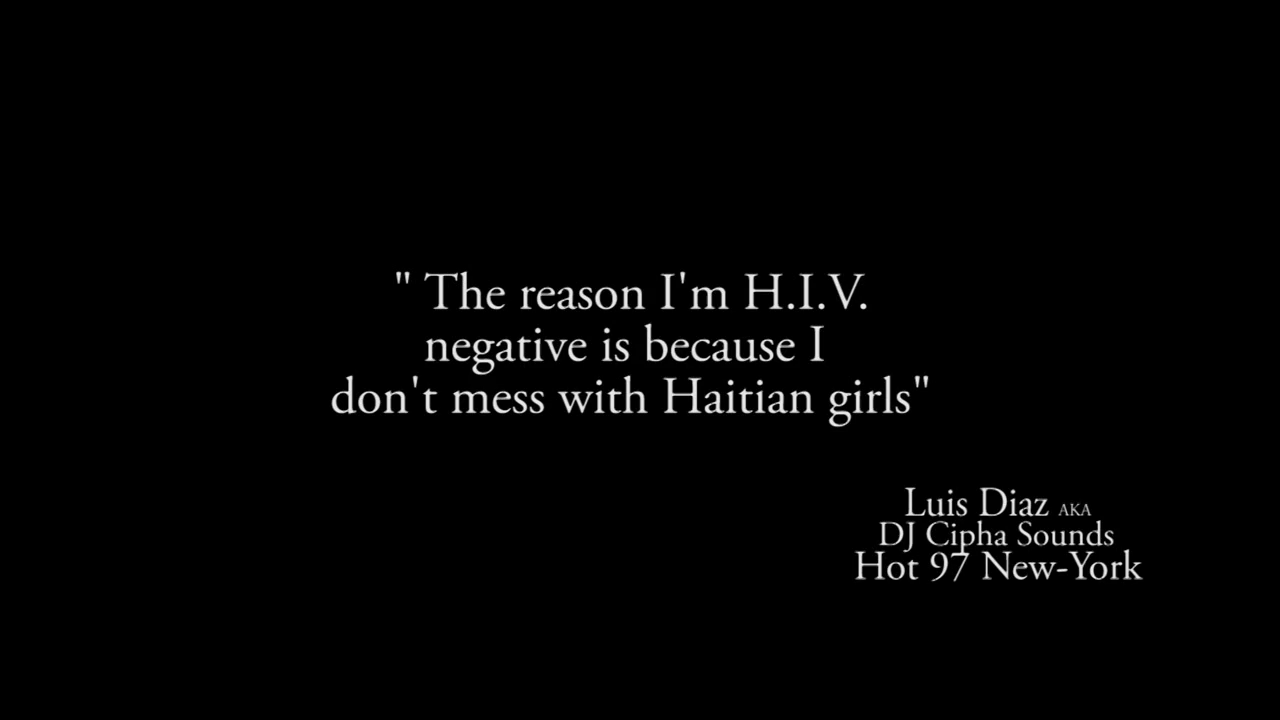 " The reason I'm H.I.V.
negative is because I
don't mess with Haitian girls"
Luis Diaz AKA
DJ Cipha Sounds
Hot 97 New-York